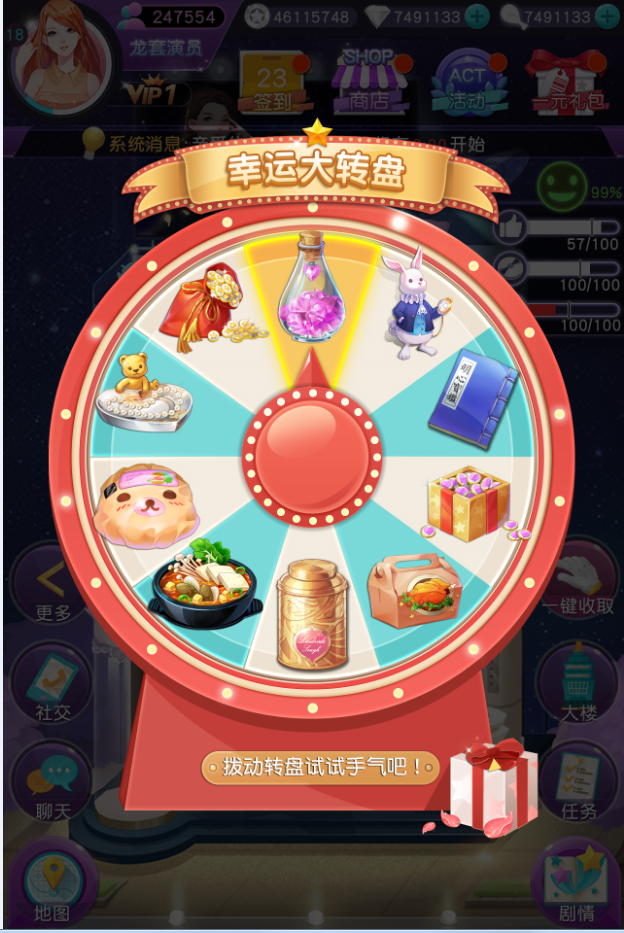 18
247554
46115748
7491133
7491133
龙套演员
VIP 1
23
签到
SHOP
商店
ACT
活动
一元礼包
系统消息
开始
幸运大转盘
99%
57/100
100/100
100/100
明心宝鉴
更多
一键收取
社交
大楼
拨动转盘试试手气吧！
聊天
任务
地图
剧情